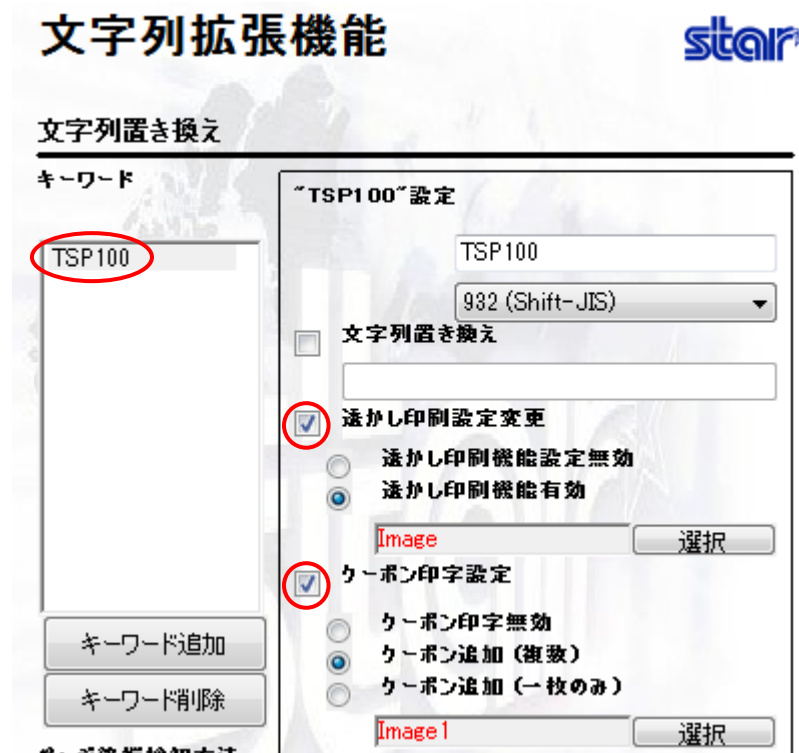 文字列拡張機能
star
文字列置き換え
キーワード
TSP100
キーワード追加
キーワード削除
"TSP100"設定
TSP100
932 (Shift-JIS)
文字列置き換え
透かし印刷設定変更
透かし印刷機能設定無効
透かし印刷機能有効
Image
選択
クーポン印字設定
クーポン印字無効
クーポン追加 (複数)
クーポン追加 (一枚のみ)
Image1
選択